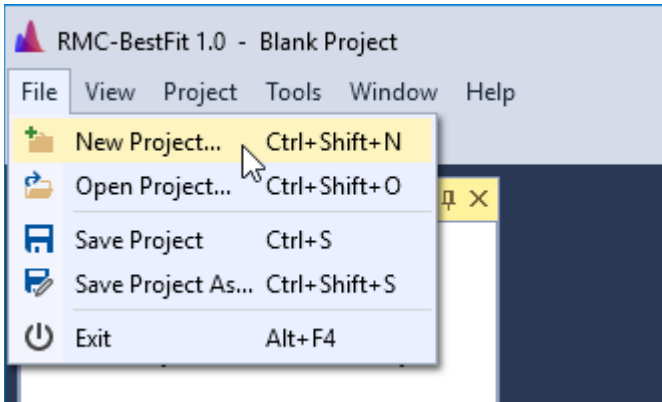 RMC-BestFit 1.0 - Blank Project
File View Project Tools Window Help
New Project... Ctrl+Shift+N
Open Project... Ctrl+Shift+O
Save Project Ctrl+S
Save Project As... Ctrl+Shift+S
Exit Alt+F4